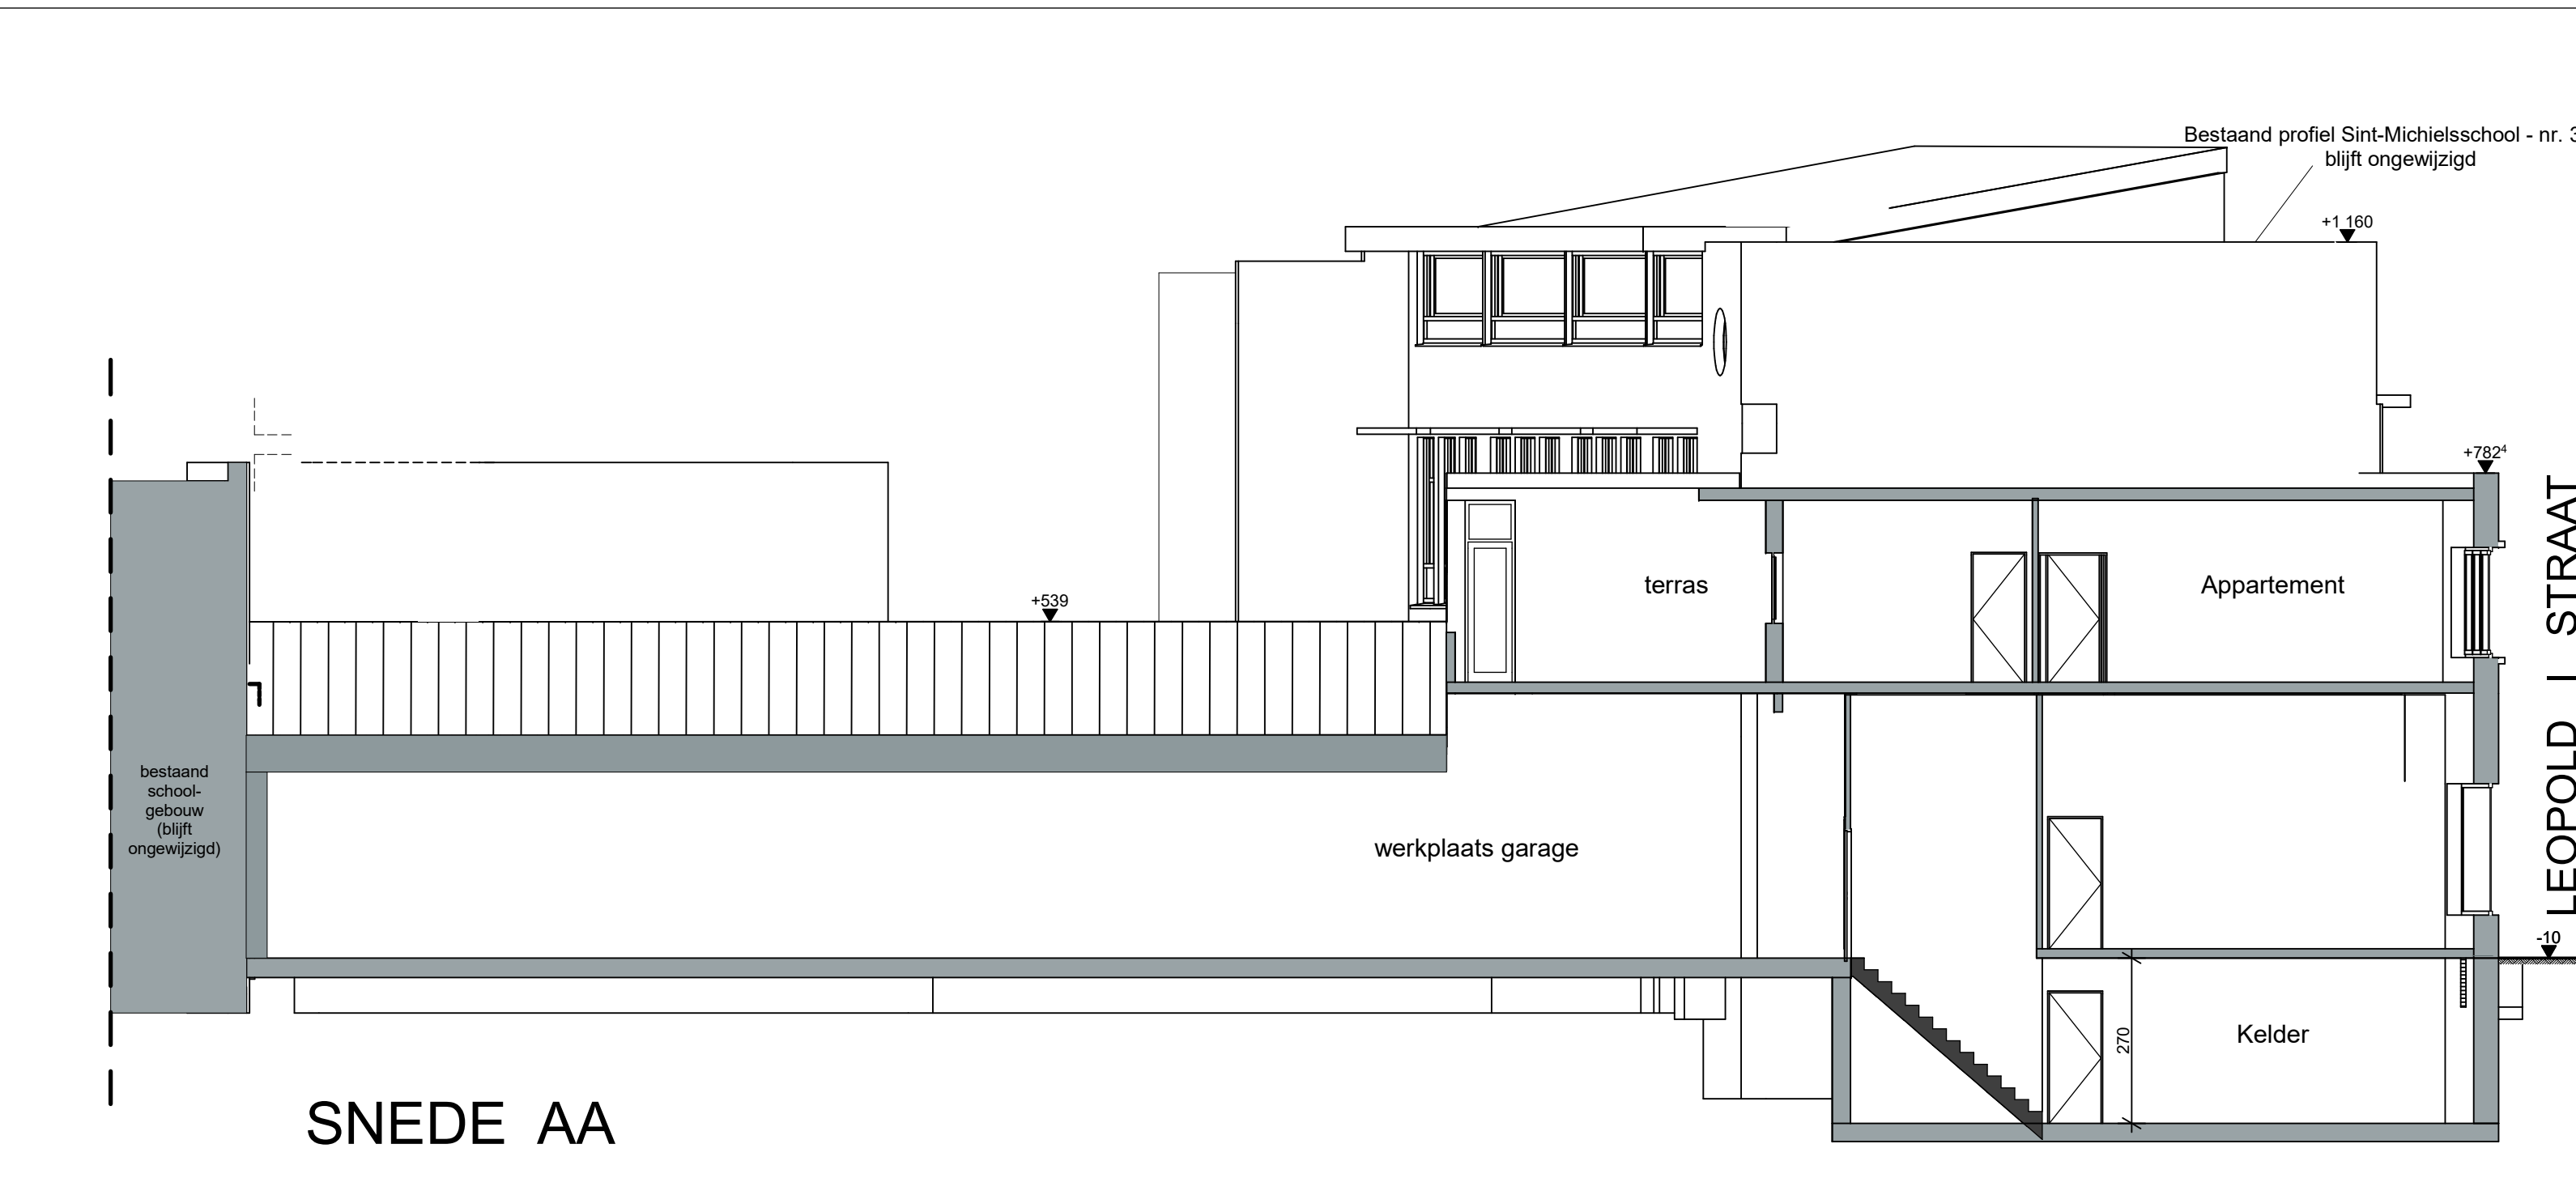 Bestaand profiel Sint-Michielsschool - nr. 3
blijft ongewijzigd
+1 160
+782⁴
+539
terras
Appartement
LEOPOLD I STRAAT
bestaand
school-
gebouw
(blijft
ongewijzigd)
werkplaats garage
-10
270
Kelder
SNEDE AA